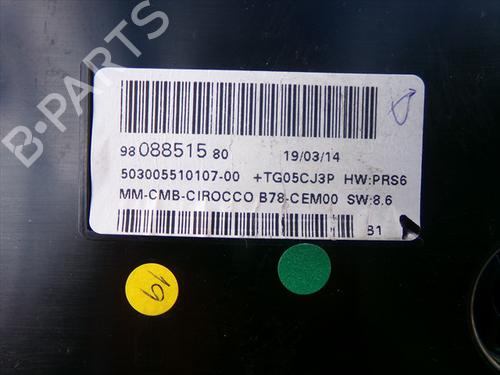 B-PARTS
98 088515 80 19/03/14
503005510107-00 +TG05CJ3P HW:PRS6
MM-CMB-CIROCCO B78-CEM00 SW:8.6
B1
19